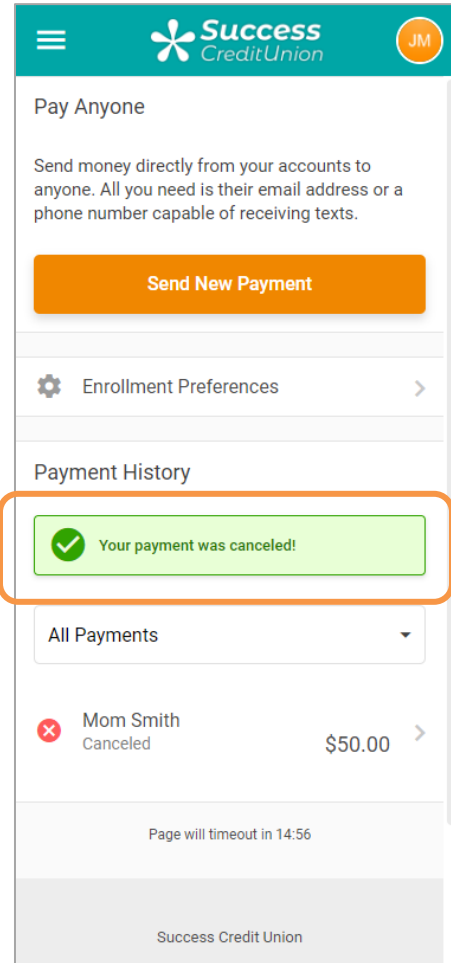 Success
CreditUnion
JM
Pay Anyone
Send money directly from your accounts to
anyone. All you need is their email address or a
phone number capable of receiving texts.
Send New Payment
Enrollment Preferences
Payment History
Your payment was canceled!
All Payments
Mom Smith
Canceled
$50.00
Page will timeout in 14:56
Success Credit Union